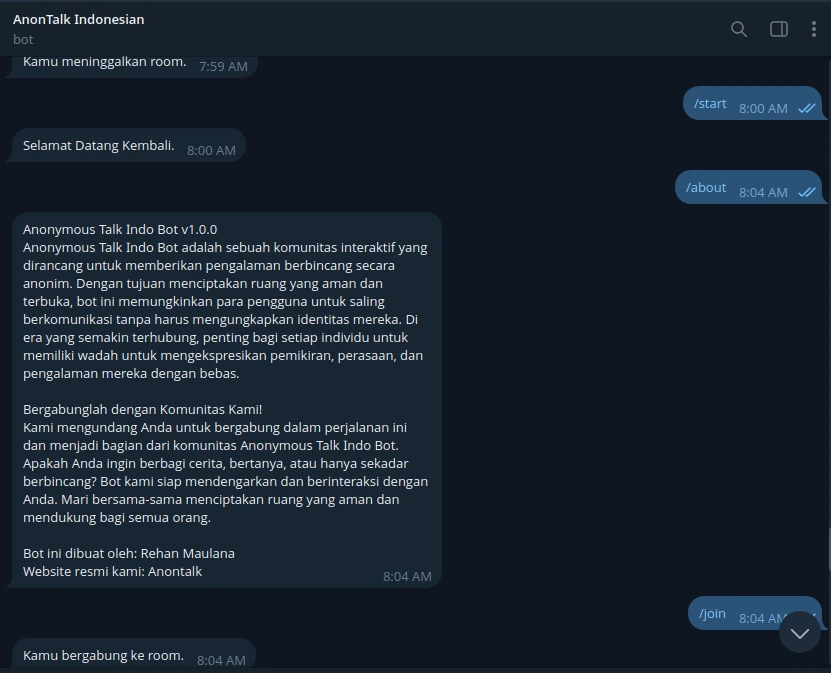 AnonTalk Indonesian
bot
Kamu meninggalkan room. 7:59 AM
/start 8:00 AM
Selamat Datang Kembali. 8:00 AM
/about 8:04 AM
Anonymous Talk Indo Bot v1.0.0
Anonymous Talk Indo Bot adalah sebuah komunitas interaktif yang
dirancang untuk memberikan pengalaman berbincang secara
anonim. Dengan tujuan menciptakan ruang yang aman dan
terbuka, bot ini memungkinkan para pengguna untuk saling
berkomunikasi tanpa harus mengungkapkan identitas mereka. Di
era yang semakin terhubung, penting bagi setiap individu untuk
memiliki wadah untuk mengekspresikan pemikiran, perasaan, dan
pengalaman mereka dengan bebas.
Bergabunglah dengan Komunitas Kami!
Kami mengundang Anda untuk bergabung dalam perjalanan ini
dan menjadi bagian dari komunitas Anonymous Talk Indo Bot.
Apakah Anda ingin berbagi cerita, bertanya, atau hanya sekadar
berbincang? Bot kami siap mendengarkan dan berinteraksi dengan
Anda. Mari bersama-sama menciptakan ruang yang aman dan
mendukung bagi semua orang.
Bot ini dibuat oleh: Rehan Maulana
Website resmi kami: Anontalk
8:04 AM
/join 8:04 AM
Kamu bergabung ke room. 8:04 AM